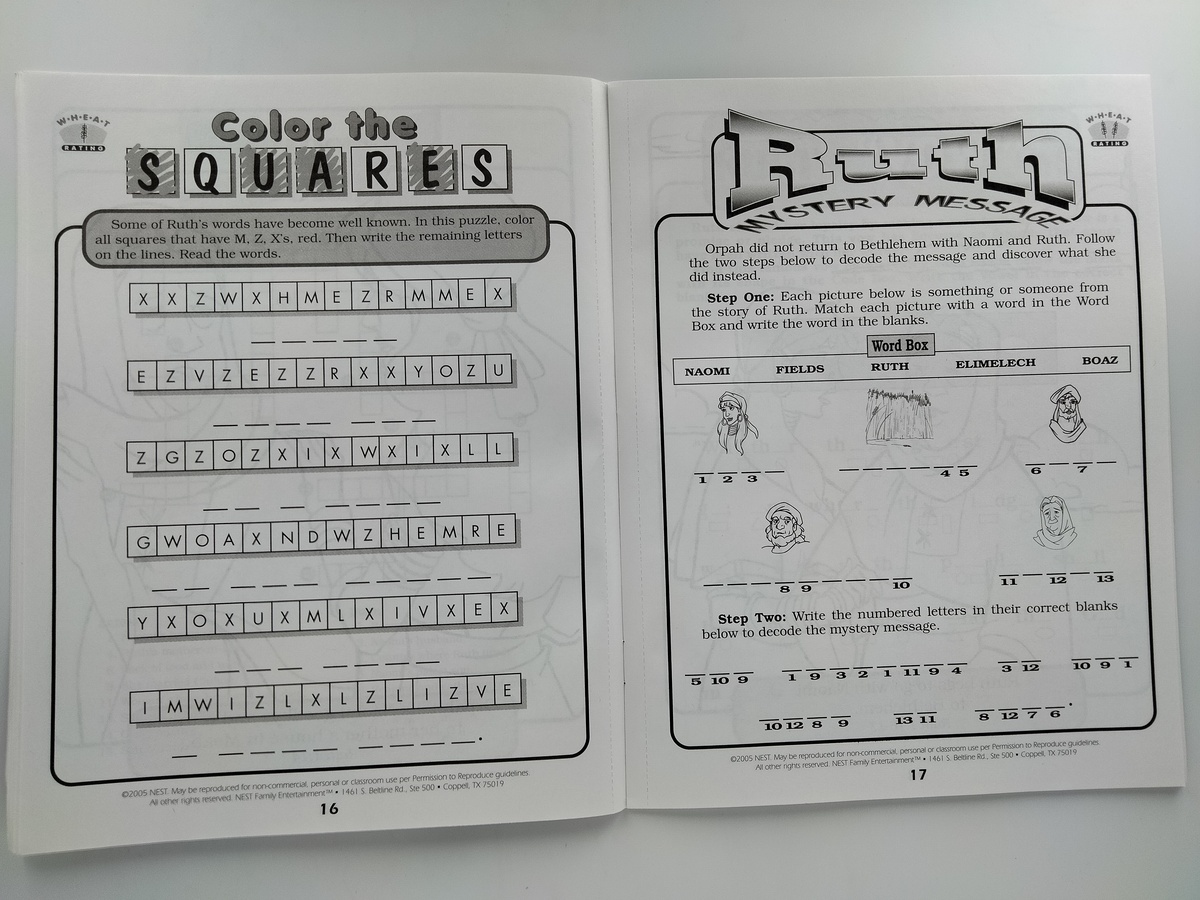 W·H·E·A·T
RATING
Color the
SQUARES
Some of Ruth's words have become well known. In this puzzle, color
all squares that have M, Z, X's, red. Then write the remaining letters
on the lines. Read the words.
X X Z W X H M E Z R M M E X
E Z V Z E Z Z R X X Y O Z U
Z G Z O Z X I X W X I X L L
G W O A X N D W Z H E M R E
Y X O X U X M L X I V X E X
I M W I Z L X L Z L I Z V E
©2005 NEST. May be reproduced for non-commercial, personal or classroom use per Permission to Reproduce guidelines
All other rights reserved. NEST Family Entertainment™ • 1461 S. Beltline Rd., Ste 500 • Coppell, TX 75019
16
W·H·E·A·T
RATING
Ruth
MYSTERY MESSAGE
Orpah did not return to Bethlehem with Naomi and Ruth. Follow
the two steps below to decode the message and discover what she
did instead.
Step One: Each picture below is something or someone from
the story of Ruth. Match each picture with a word in the Word
Box and write the word in the blanks.
Word Box
NAOMI FIELDS RUTH ELIMELECH BOAZ
1 2 3 4 5 6 7
8 9 10 11 12 13
Step Two: Write the numbered letters in their correct blanks
below to decode the mystery message.
5 10 9 1 9 3 2 1 11 9 4 3 12 10 9 1
10 12 8 9 13 11 8 12 7 6.
©2005 NEST. May be reproduced for non-commercial, personal or classroom use per Permission to Reproduce guidelines.
All other rights reserved. NEST Family Entertainment™ • 1461 S. Beltline Rd., Ste 500 • Coppell, TX 75019
17